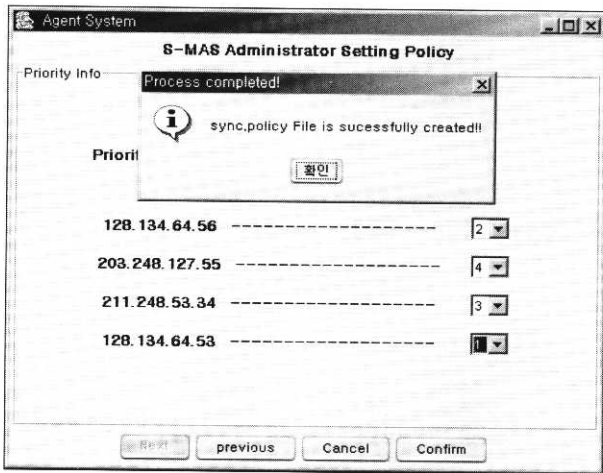 Agent System
S-MAS Administrator Setting Policy
Priority Info
Process completed!
sync.policy File is sucessfully created!!
확인
Priorit
128.134.64.56 ------------------ 2
203.248.127.55 ------------------ 4
211.248.53.34 ------------------ 3
128.134.64.53 ------------------ 1
Next previous Cancel Confirm